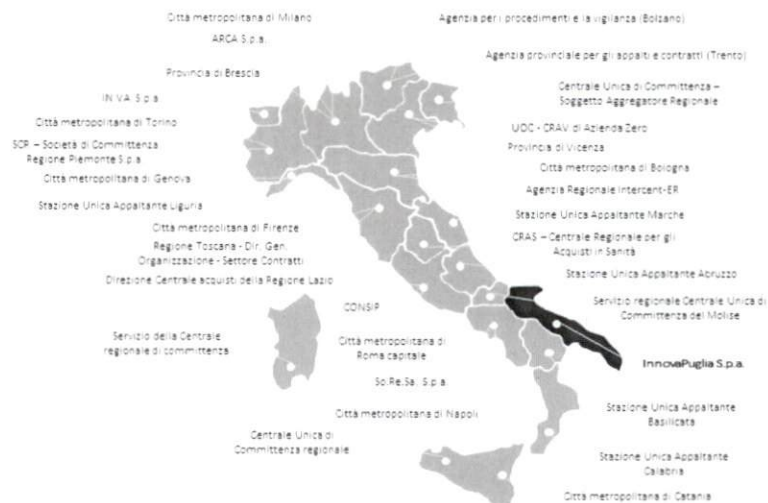 Città metropolitana di Milano
ARCA S.p.a.
Provincia di Brescia
IN.VA. S.p.a.
Città metropolitana di Torino
SCR – Società di Committenza
Regione Piemonte S.p.a.
Città metropolitana di Genova
Stazione Unica Appaltante Liguria
Città metropolitana di Firenze
Regione Toscana - Dir. Gen.
Organizzazione - Settore Contratti
Direzione Centrale acquisti della Regione Lazio
CONSIP
Servizio della Centrale
regionale di committenza
Città metropolitana di
Roma capitale
So.Re.Sa. S.p.a.
Città metropolitana di Napoli
Centrale Unica di
Committenza regionale
Agenzia per i procedimenti e la vigilanza (Bolzano)
Agenzia provinciale per gli appalti e contratti (Trento)
Centrale Unica di Committenza –
Soggetto Aggregatore Regionale
UOC - CRAV di Azienda Zero
Provincia di Vicenza
Città metropolitana di Bologna
Agenzia Regionale Intercent-ER
Stazione Unica Appaltante Marche
CRAS – Centrale Regionale per gli
Acquisti in Sanità
Stazione Unica Appaltante Abruzzo
Servizio regionale Centrale Unica di
Committenza del Molise
InnovaPuglia S.p.a.
Stazione Unica Appaltante
Basilicata
Stazione Unica Appaltante
Calabria
Città metropolitana di Catania